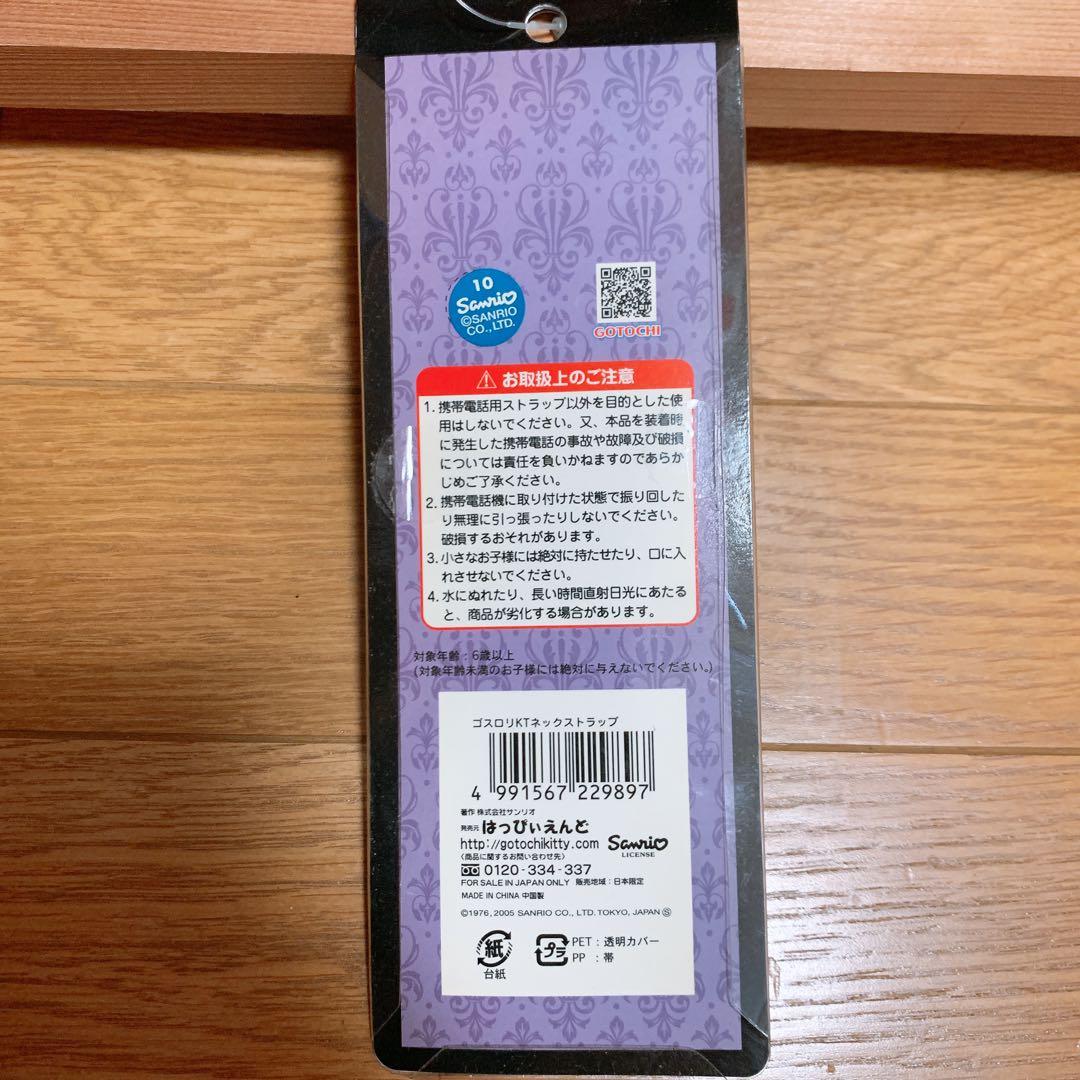 10
Sanrio
©SANRIO
CO., LTD.
GOTOCHI
お取扱上のご注意
1. 携帯電話用ストラップ以外を目的とした使
用はしないでください。又、本品を装着時
に発生した携帯電話の事故や故障及び破損
については責任を負いかねますのであらか
じめご了承ください。
2. 携帯電話機に取り付けた状態で振り回した
り無理に引っ張ったりしないでください。
破損するおそれがあります。
3. 小さなお子様には絶対に持たせたり、口に入
れさせないでください。
4. 水にぬれたり、長い時間直射日光にあたる
と、商品が劣化する場合があります。
対象年齢：6歳以上
(対象年齢未満のお子様には絶対に与えないでください。)
ゴスロリKTネックストラップ
4 991567 229897
著作 株式会社サンリオ
発売元 はっぴぃえんど
http://gotochikitty.com
Sanrio
LICENSE
(商品に関するお問い合わせ先)
0120-334-337
FOR SALE IN JAPAN ONLY 販売地域：日本限定
MADE IN CHINA 中国製
©1976, 2005 SANRIO CO., LTD. TOKYO, JAPAN Ⓢ
紙
台紙
プラ
PET：透明カバー
PP ：帯